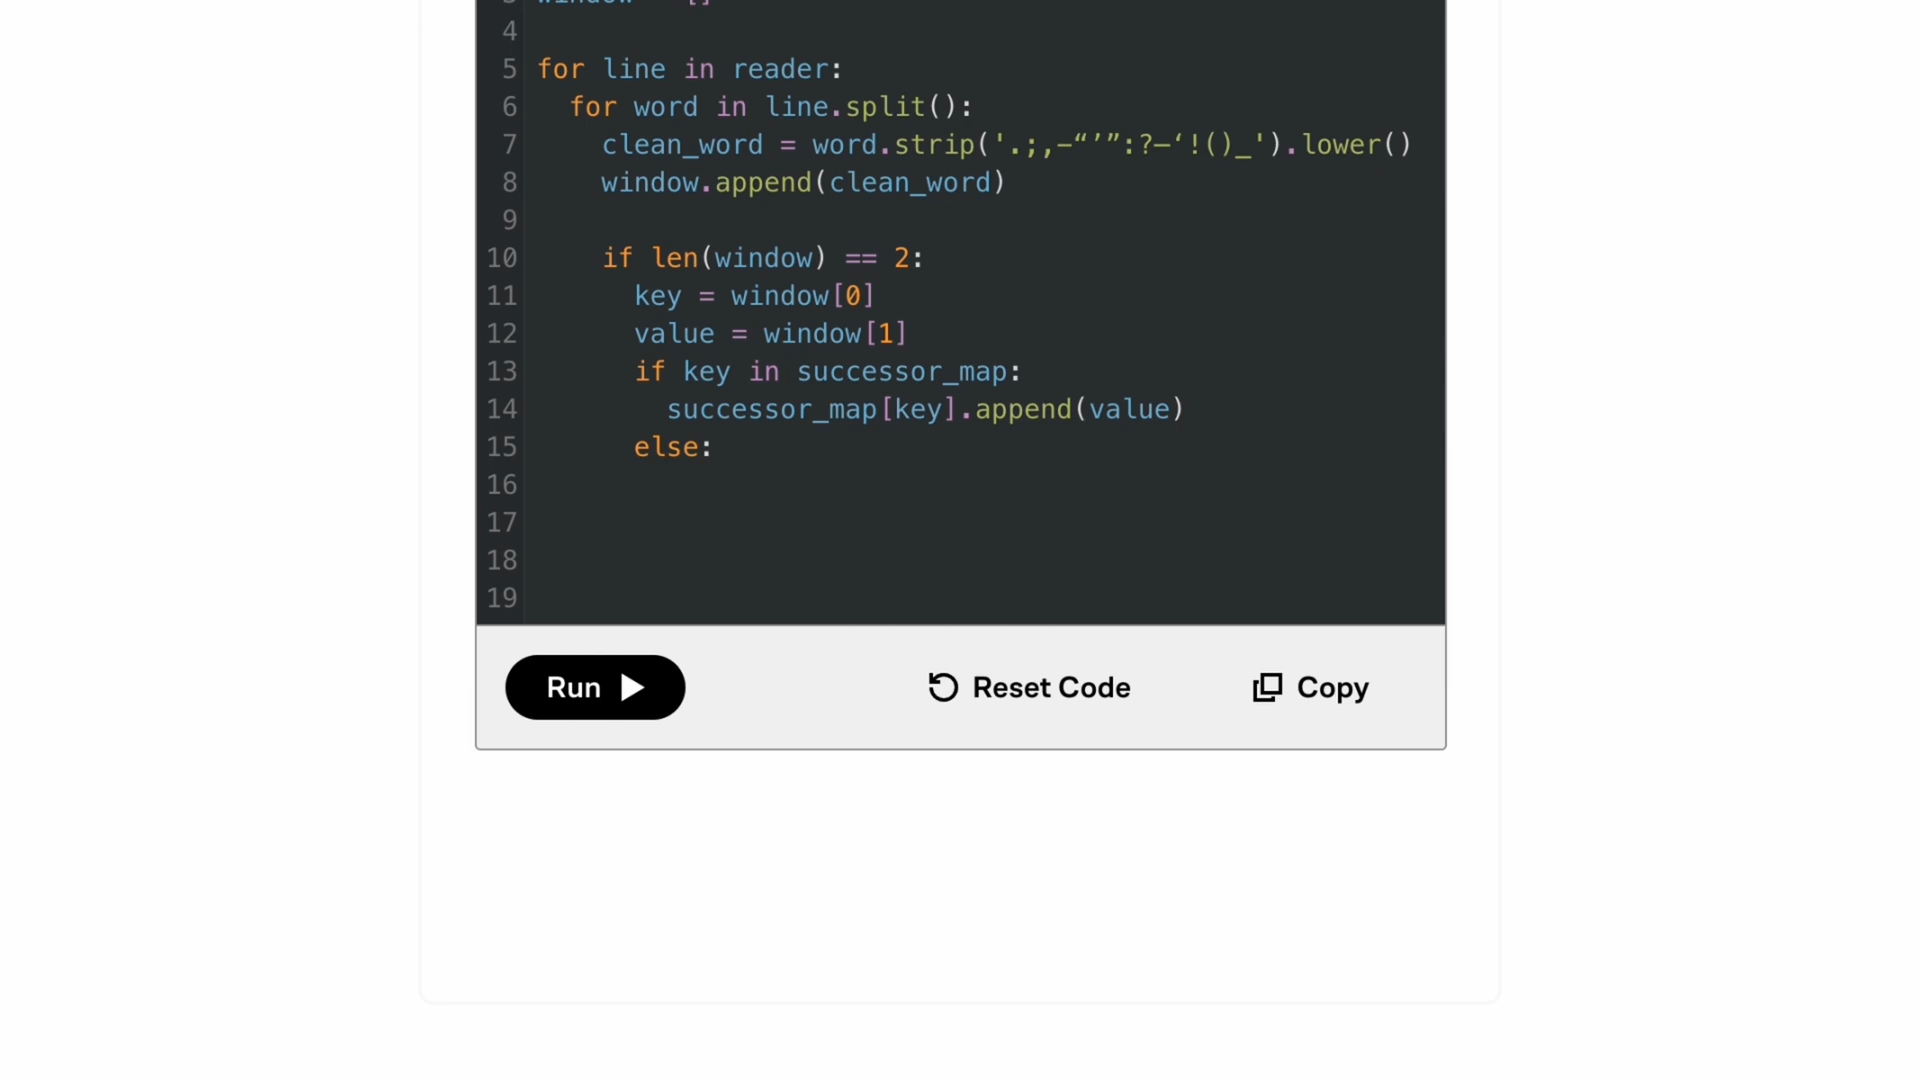 4
5 for line in reader:
6 for word in line.split():
7 clean_word = word.strip('.;,—“’”:?—‘!()_').lower()
8 window.append(clean_word)
9
10 if len(window) == 2:
11 key = window[0]
12 value = window[1]
13 if key in successor_map:
14 successor_map[key].append(value)
15 else:
16
17
18
19
Run Reset Code Copy